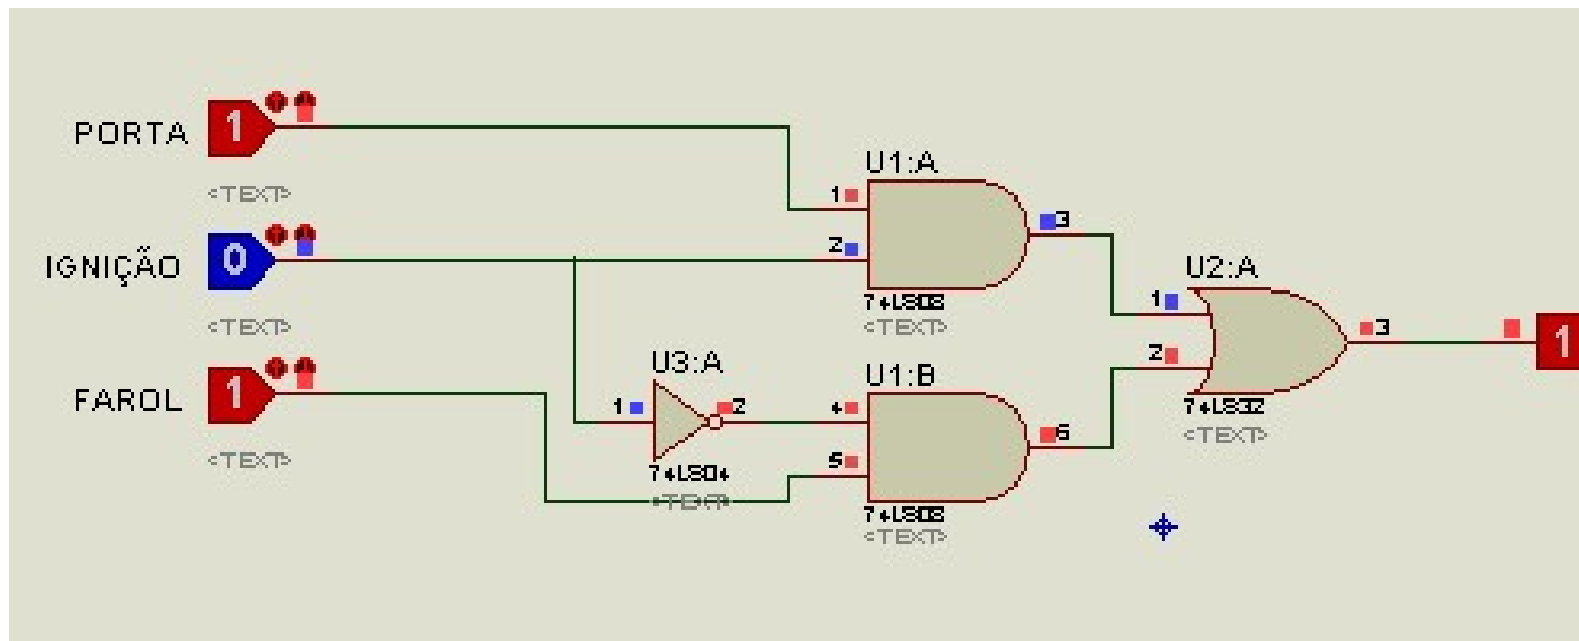 PORTA
1
<TEXT>
IGNIÇÃO
0
<TEXT>
FAROL
1
<TEXT>
U1:A
1
2
3
74LS08
<TEXT>
U3:A
1
2
74LS04
<TEXT>
U1:B
4
5
6
74LS08
<TEXT>
U2:A
1
2
3
74LS32
<TEXT>
1